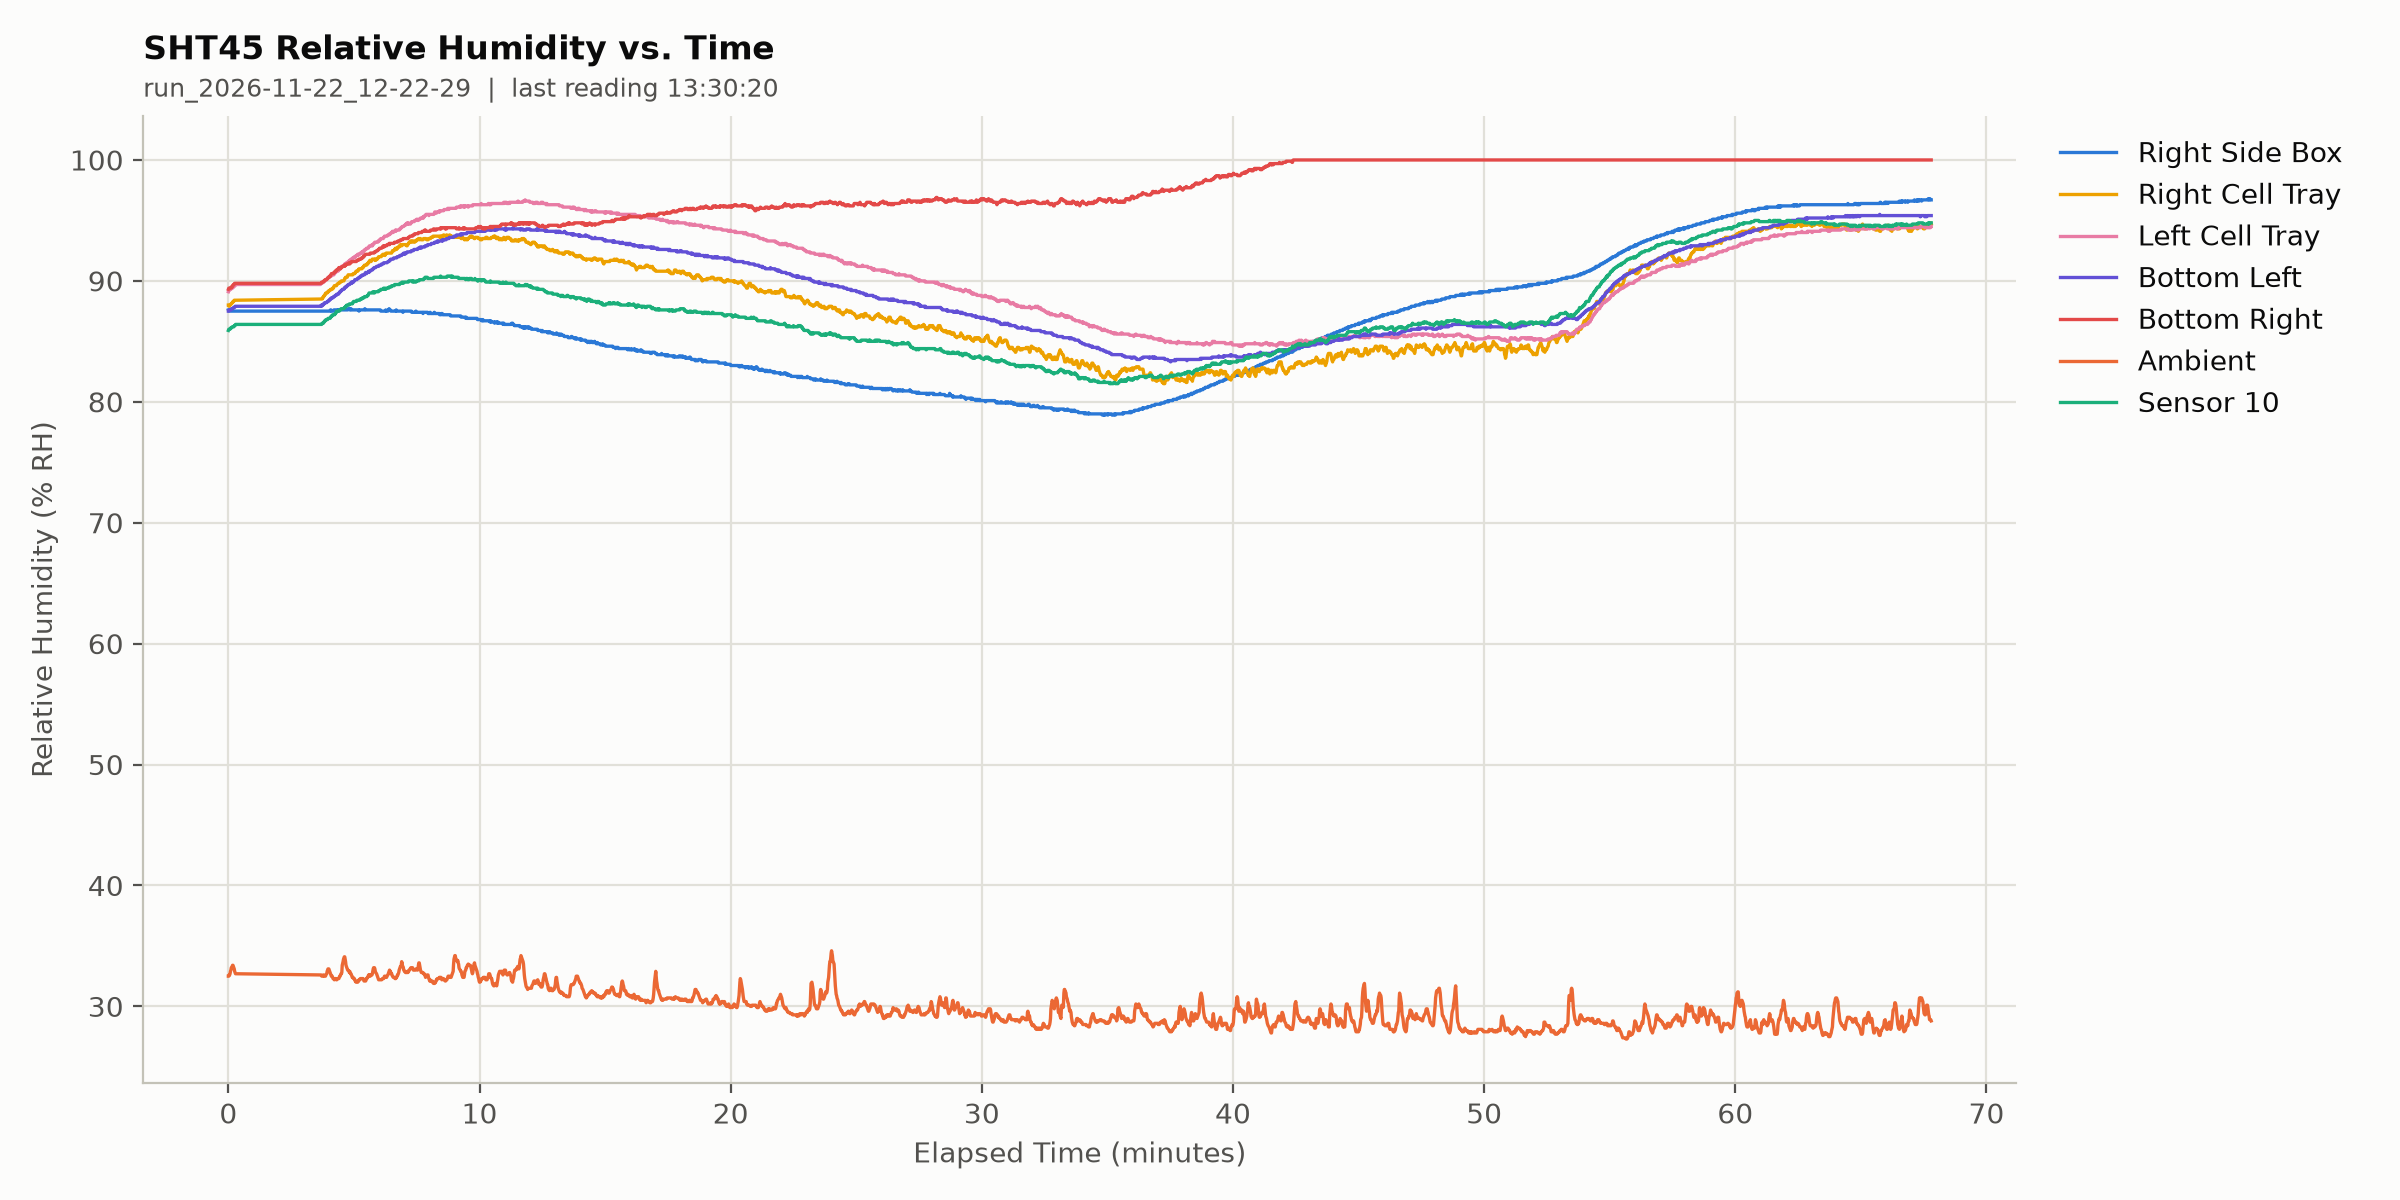 SHT45 Relative Humidity vs. Time
run_2026-11-22_12-22-29 | last reading 13:30:20
Relative Humidity (% RH)
100
90
80
70
60
50
40
30
0
10
20
30
40
50
60
70
Elapsed Time (minutes)
Right Side Box
Right Cell Tray
Left Cell Tray
Bottom Left
Bottom Right
Ambient
Sensor 10